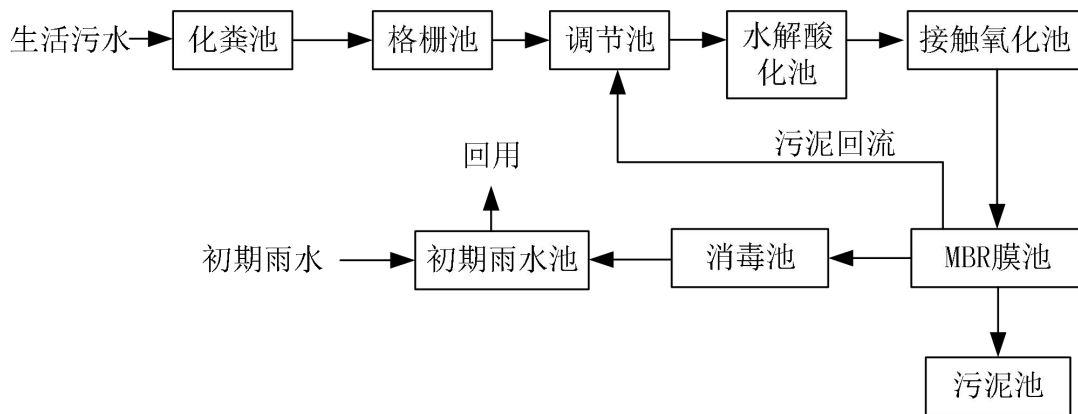 生活污水
化粪池
格栅池
调节池
水解酸
化池
接触氧化池
污泥回流
回用
初期雨水
初期雨水池
消毒池
MBR膜池
污泥池